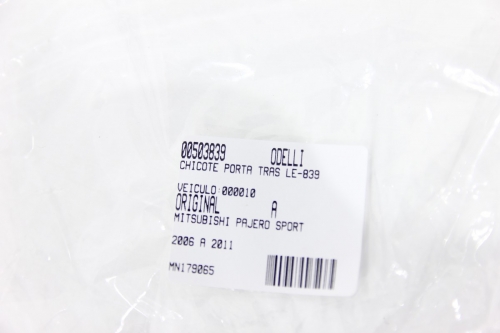 00503839 ODELLI
CHICOTE PORTA TRAS LE-839
VEICULO 000010
ORIGINAL A
MITSUBISHI PAJERO SPORT
2006 A 2011
MN179065